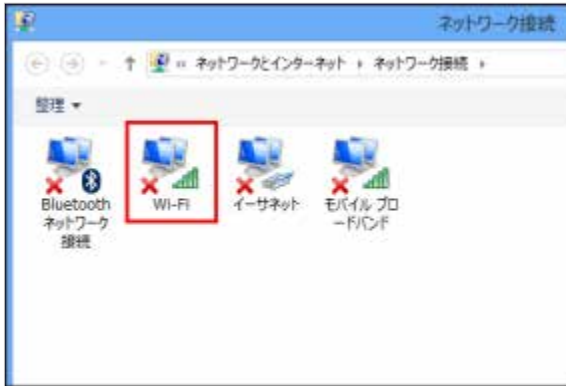 ネットワーク接続
« ネットワークとインターネット ▸ ネットワーク接続 ▸
整理 ▼
Bluetooth
ネットワーク
接続
Wi-Fi
イーサネット
モバイル ブロ
ードバンド